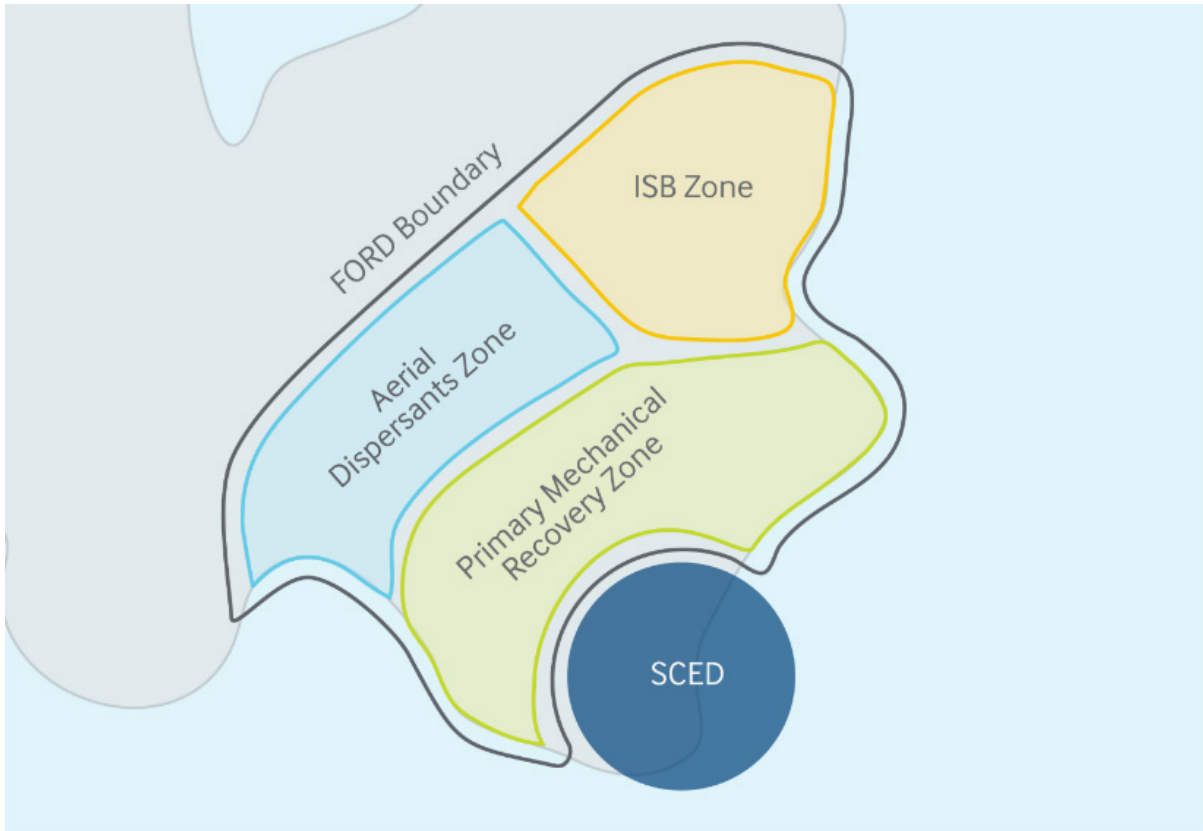 ISB Zone
FORD Boundary
Aerial
Dispersants Zone
Primary Mechanical
Recovery Zone
SCED